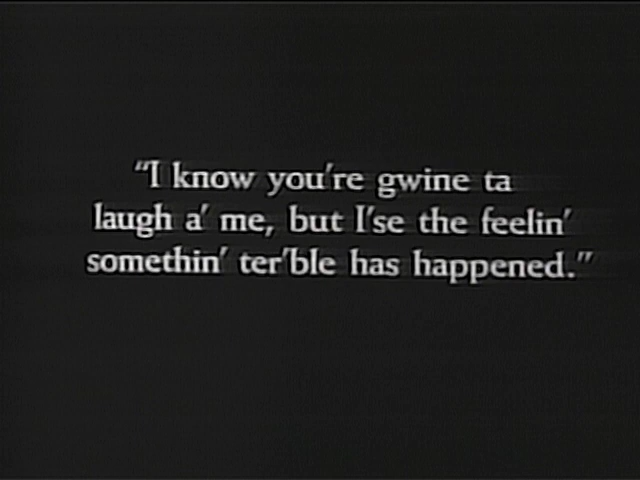 “I know you’re gwine ta
laugh a’ me, but I’se the feelin’
somethin’ ter’ble has happened.”